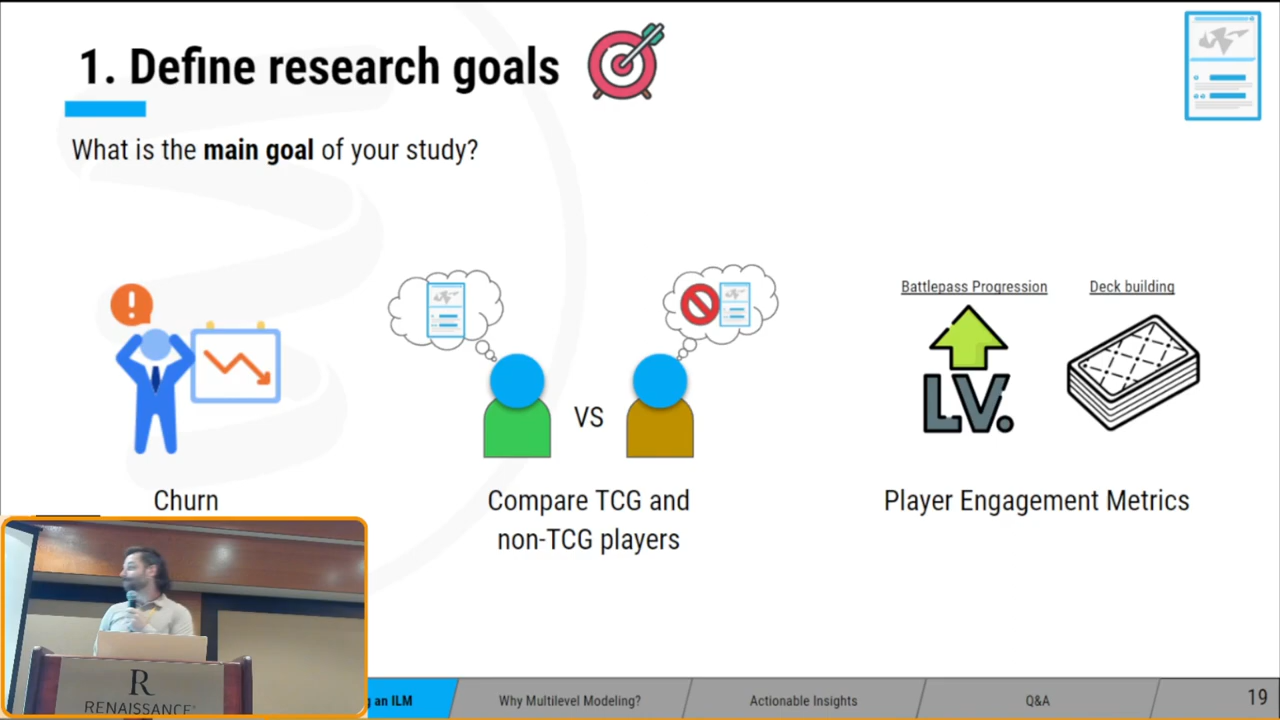 1. Define research goals
What is the main goal of your study?
Battlepass Progression
Deck building
LV.
VS
Churn
Compare TCG and
non-TCG players
Player Engagement Metrics
R
RENAISSANCE
g an ILM
Why Multilevel Modeling?
Actionable Insights
Q&A
19